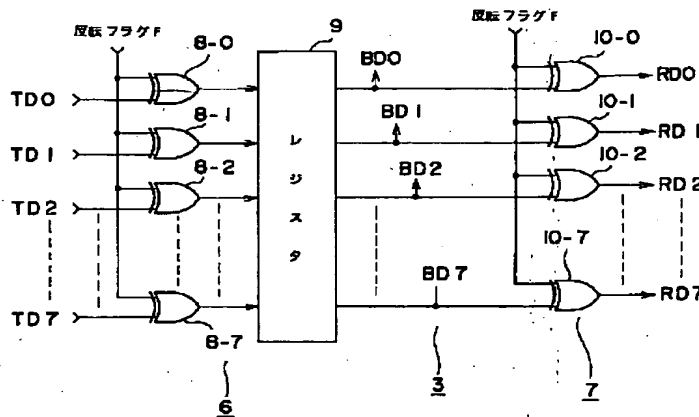 反転フラグF
反転フラグF
9
8-0
10-0
BD0
TD0
RD0
8-1
10-1
BD1
TD1
RD1
8-2
10-2
BD2
TD2
RD2
レジスタ
10-7
BD7
TD7
RD7
8-7
6
3
7